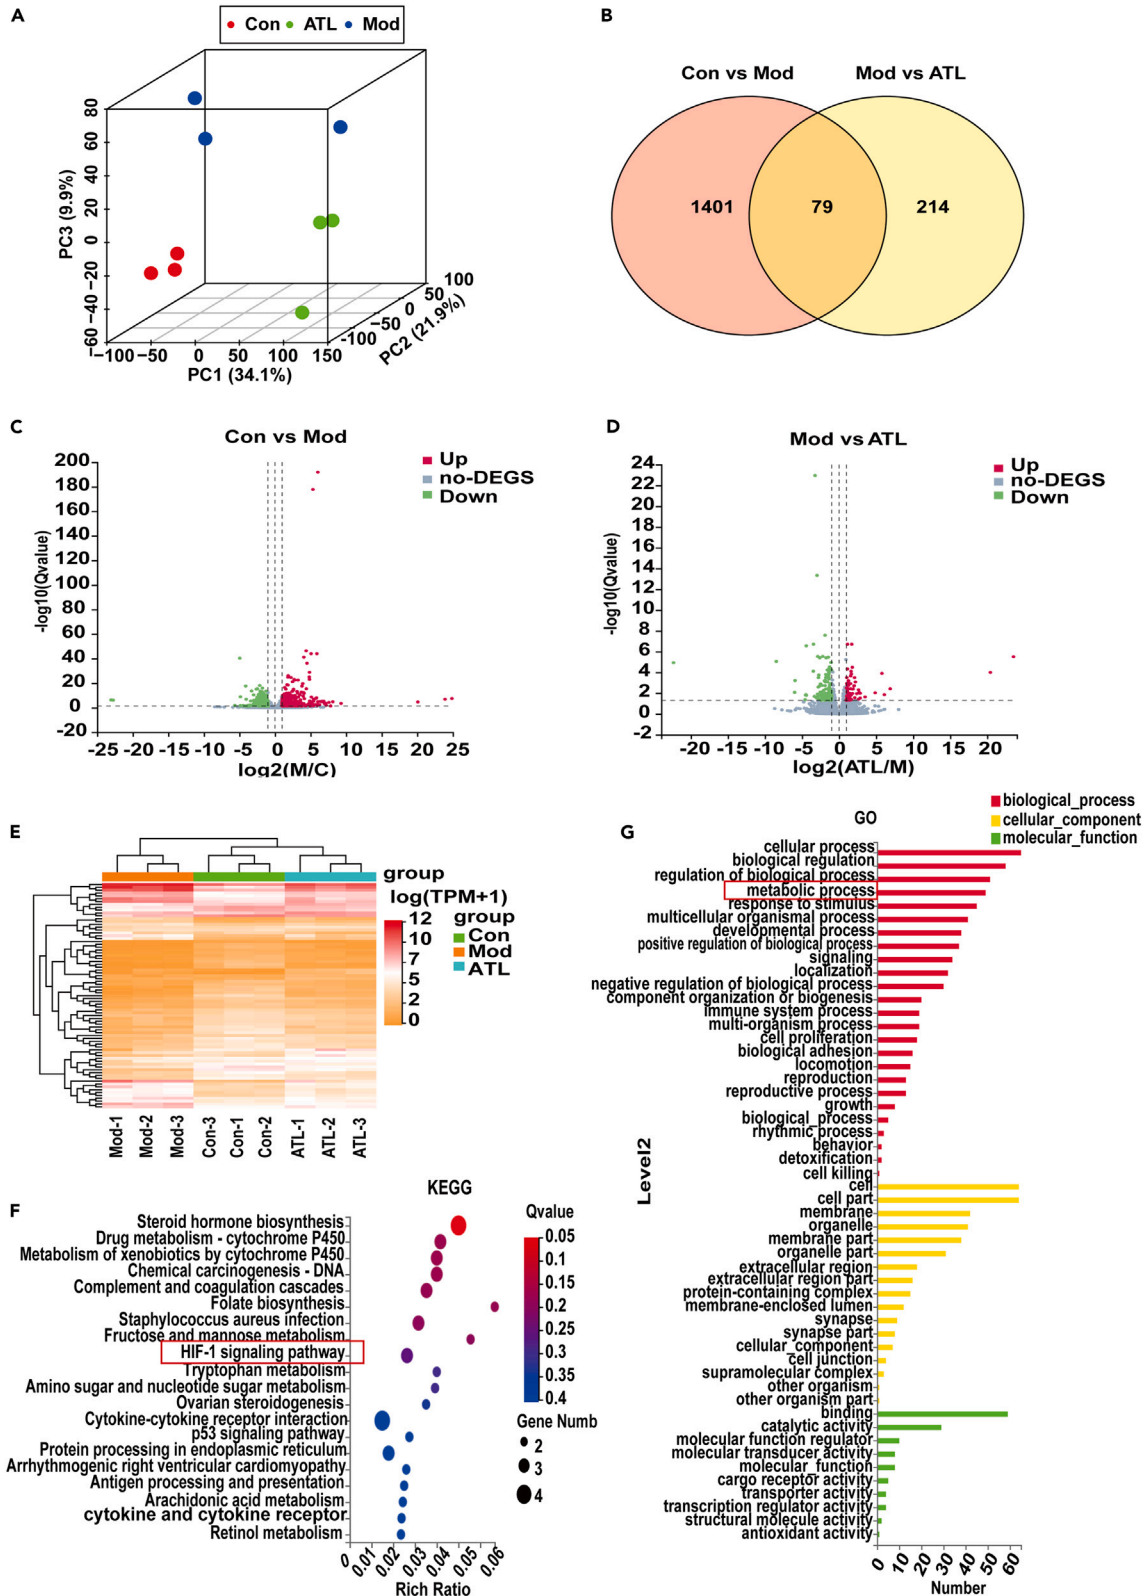 A
Con ATL Mod
PC3 (9.9%)
80
60
40
20
0
−20
−40
−60
−100 −50 0 50 100 150
PC1 (34.1%)
-100 −50 0 50 100
PC2 (21.9%)
B
Con vs Mod Mod vs ATL
1401 79 214
C
Con vs Mod
Up
no-DEGS
Down
-log10(Qvalue)
200
180
160
140
120
100
80
60
40
20
0
-20
-25 -20 -15 -10 -5 0 5 10 15 20 25
log2(M/C)
D
Mod vs ATL
Up
no-DEGS
Down
-log10(Qvalue)
24
22
20
18
16
14
12
10
8
6
4
2
0
-2
-20 -15 -10 -5 0 5 10 15 20
log2(ATL/M)
E
group
log(TPM+1)
12
10
7
5
2
0
group
Con
Mod
ATL
Mod-1 Mod-2 Mod-3 Con-3 Con-1 Con-2 ATL-1 ATL-2 ATL-3
F
KEGG
Steroid hormone biosynthesis
Drug metabolism - cytochrome P450
Metabolism of xenobiotics by cytochrome P450
Chemical carcinogenesis - DNA
Complement and coagulation cascades
Folate biosynthesis
Staphylococcus aureus infection
Fructose and mannose metabolism
HIF-1 signaling pathway
Tryptophan metabolism
Amino sugar and nucleotide sugar metabolism
Ovarian steroidogenesis
Cytokine-cytokine receptor interaction
p53 signaling pathway
Protein processing in endoplasmic reticulum
Arrhythmogenic right ventricular cardiomyopathy
Antigen processing and presentation
Arachidonic acid metabolism
cytokine and cytokine receptor
Retinol metabolism
0 0.01 0.02 0.03 0.04 0.05 0.06
Rich Ratio
Qvalue
0.05
0.1
0.15
0.2
0.25
0.3
0.35
0.4
Gene Numb
2
3
4
G
GO
biological_process
cellular_component
molecular_function
Level2
cellular process
biological regulation
regulation of biological process
metabolic process
response to stimulus
multicellular organismal process
developmental process
positive regulation of biological process
signaling
localization
negative regulation of biological process
component organization or biogenesis
immune system process
multi-organism process
cell proliferation
biological adhesion
locomotion
reproduction
reproductive process
growth
biological_process
rhythmic process
behavior
detoxification
cell killing
cell
cell part
membrane
organelle
membrane part
organelle part
extracellular region
extracellular region part
protein-containing complex
membrane-enclosed lumen
synapse
synapse part
cellular_component
cell junction
supramolecular complex
other organism
other organism part
binding
catalytic activity
molecular function regulator
molecular transducer activity
molecular_function
cargo receptor activity
transporter activity
transcription regulator activity
structural molecule activity
antioxidant activity
0 10 20 30 40 50 60
Number